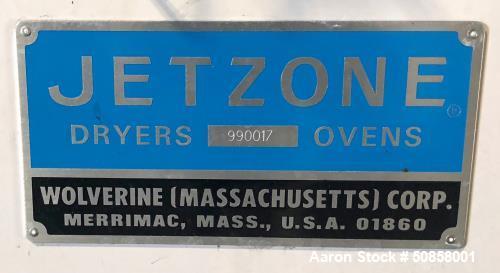 JETZONE®
DRYERS 990017 OVENS
WOLVERINE (MASSACHUSETTS) CORP.
MERRIMAC, MASS., U.S.A. 01860
Aaron Stock # 50858001